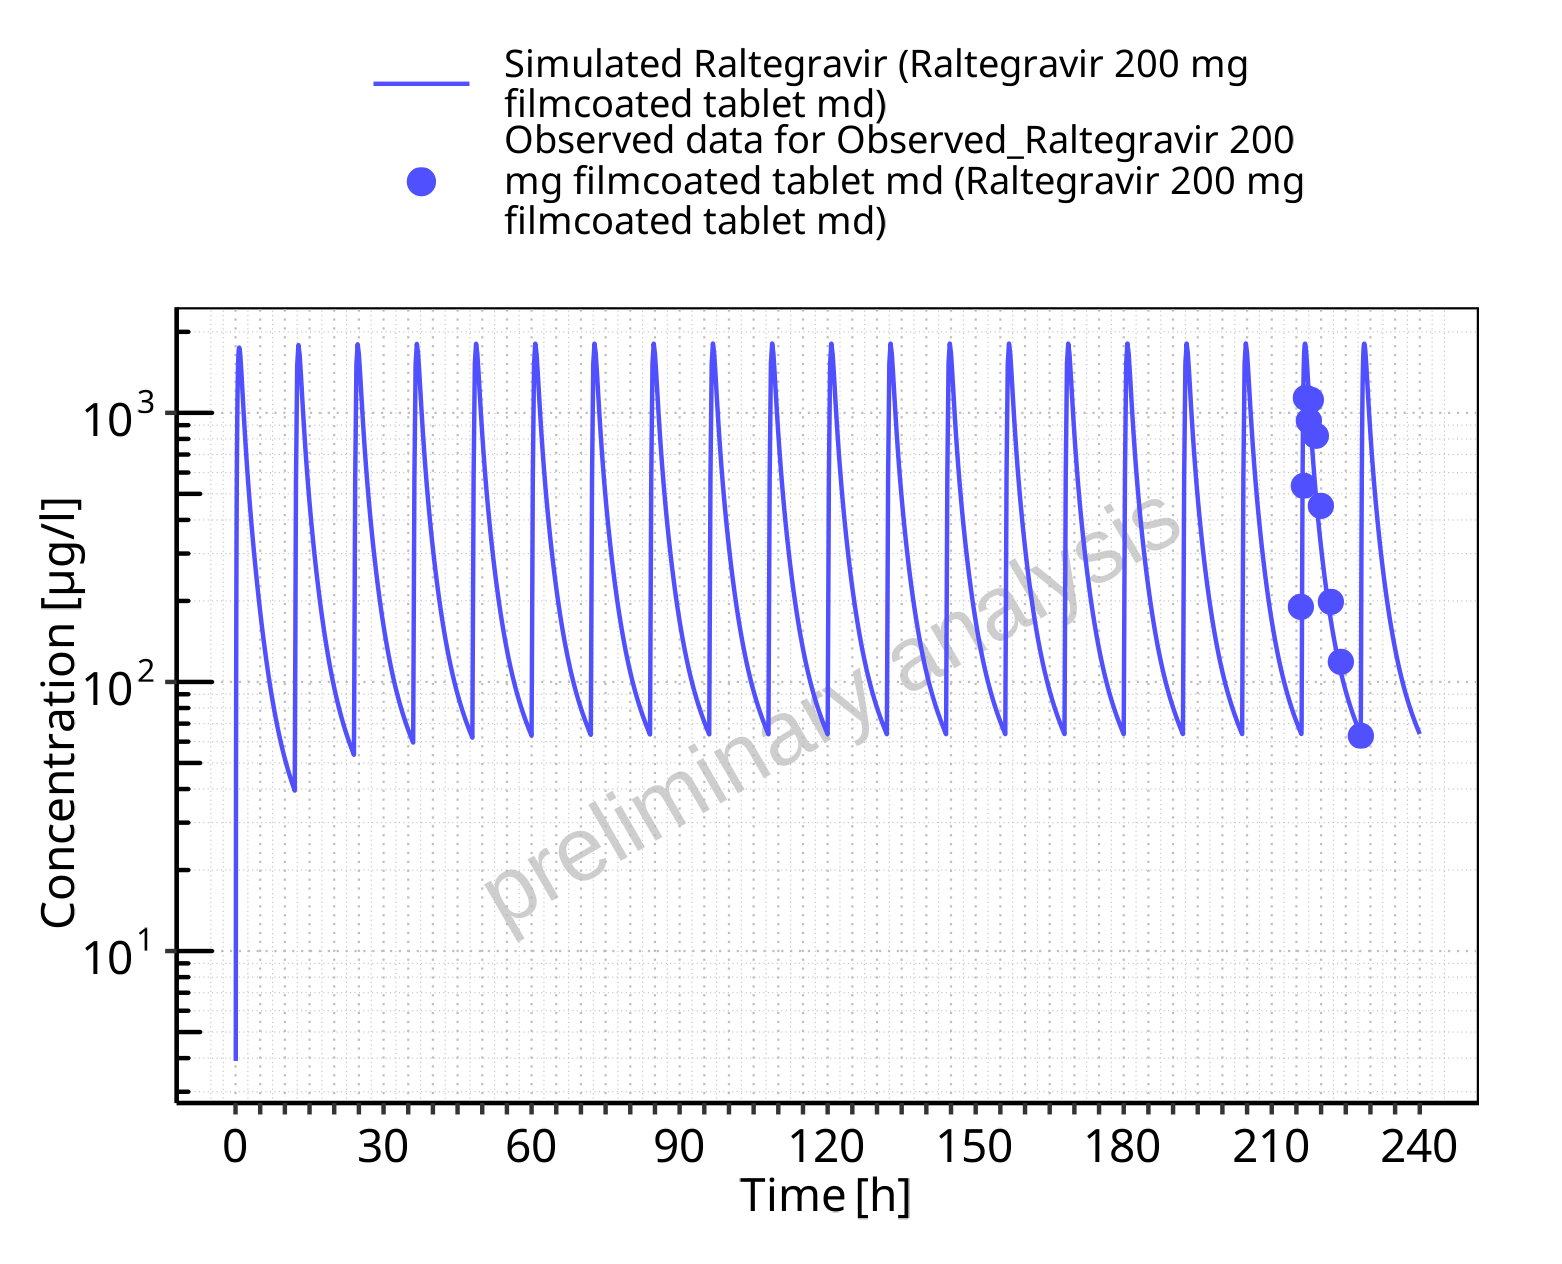 Simulated Raltegravir (Raltegravir 200 mg
filmcoated tablet md)
Observed data for Observed_Raltegravir 200
mg filmcoated tablet md (Raltegravir 200 mg
filmcoated tablet md)
10³
10²
10¹
Concentration [µg/l]
preliminary analysis
0 30 60 90 120 150 180 210 240
Time [h]